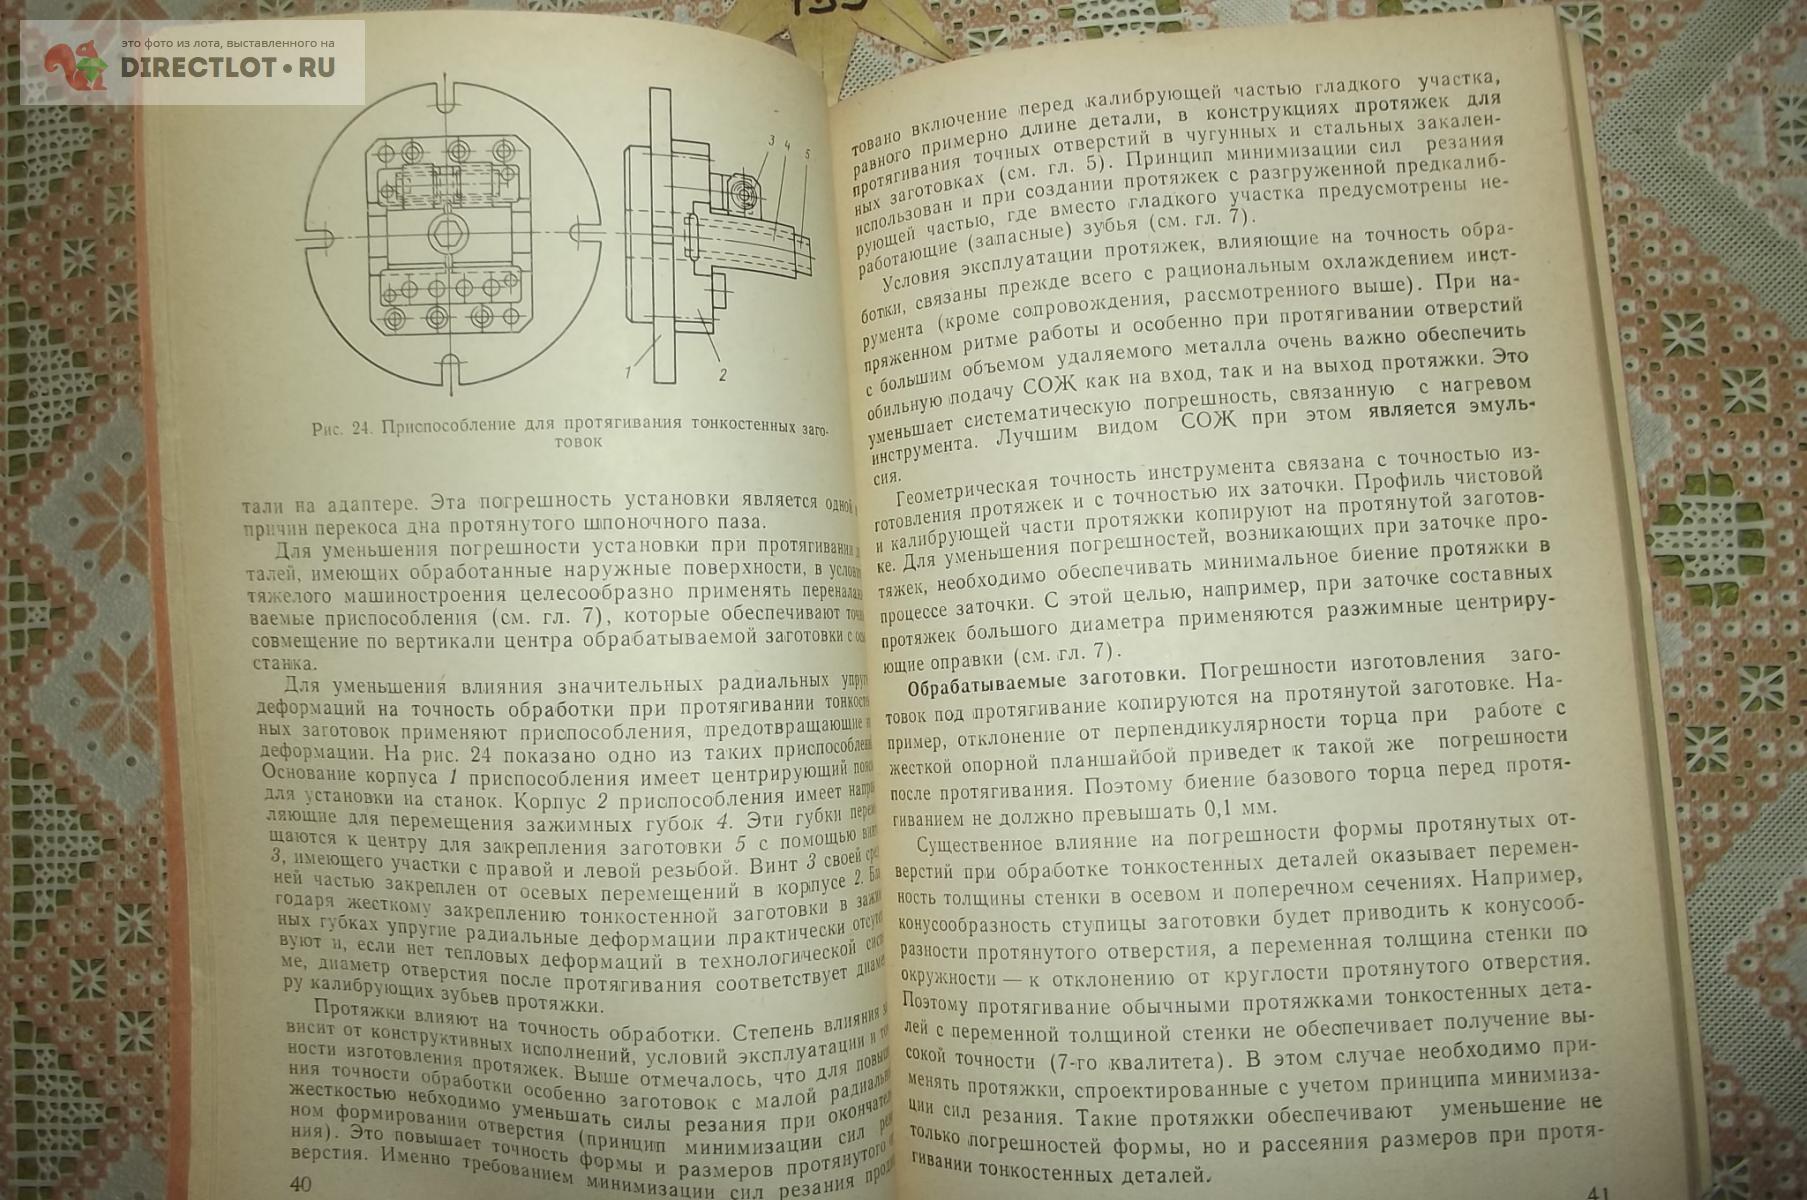 это фото из лота, выставленного на
DIRECTLOT•RU
3 4 5
1
2
Рис. 24. Приспособление для протягивания тонкостенных заго-
товок
тали на адаптере. Эта погрешность установки является одной
причин перекоса дна протянутого шпоночного паза.
Для уменьшения погрешности установки при протягивании
талей, имеющих обработанные наружные поверхности, в
тяжелого машиностроения целесообразно применять
ваемые приспособления (см. гл. 7), которые обеспечивают
совмещение по вертикали центра обрабатываемой заготовки с
станка.
Для уменьшения влияния значительных радиальных
деформаций на точность обработки при протягивании
ных заготовок применяют приспособления, предотвращающие
деформации. На рис. 24 показано одно из таких
Основание корпуса 1 приспособления имеет центрирующий
для установки на станок. Корпус 2 приспособления имеет
ляющие для перемещения зажимных губок 4. Эти губки
щаются к центру для закрепления заготовки 5 с помощью
3, имеющего участки с правой и левой резьбой. Винт 3 своей
ней частью закреплен от осевых перемещений в корпусе 2.
годаря жесткому закреплению тонкостенной заготовки в
ных губках упругие радиальные деформации практически
вуют и, если нет тепловых деформаций в технологической
ме, диаметр отверстия после протягивания соответствует
ру калибрующих зубьев протяжки.
Протяжки влияют на точность обработки. Степень влияния
висит от конструктивных исполнений, условий эксплуатации и
ности изготовления протяжек. Выше отмечалось, что для
ния точности обработки особенно заготовок с малой
жесткостью небходимо уменьшать силы резания при
ном формировании отверстия (принцип минимизации сил
ния). Это повышает точность формы и размеров протянутого
верстия. Именно требованием минимизации сил резания
40
товано включение перед калибрующей частью гладкого участка,
равного примерно длине детали, в конструкциях протяжек для
протягивания точных отверстий в чугунных и стальных закален-
ных заготовках (см. гл. 5). Принцип минимизации сил резания
использован и при создании протяжек с разгруженной предкалиб-
рующей частью, где вместо гладкого участка предусмотрены не-
работающие (запасные) зубья (см. гл. 7).
Условия эксплуатации протяжек, влияющие на точность обра-
ботки, связаны прежде всего с рациональным охлаждением инст-
румента (кроме сопровождения, рассмотренного выше). При на-
пряженном ритме работы и особенно при протягивании отверстий
с большим объемом удаляемого металла очень важно обеспечить
обильную подачу СОЖ как на вход, так и на выход протяжки. Это
уменьшает систематическую погрешность, связанную с нагревом
инструмента. Лучшим видом СОЖ при этом является эмуль-
сия.
Геометрическая точность инструмента связана с точностью из-
готовления протяжек и с точностью их заточки. Профиль чистовой
и калибрующей части протяжки копируют на протянутой заготов-
ке. Для уменьшения погрешностей, возникающих при заточке про-
тяжек, необходимо обеспечивать минимальное биение протяжки в
процессе заточки. С этой целью, например, при заточке составных
протяжек большого диаметра применяются разжимные центриру-
ющие оправки (см. гл. 7).
Обрабатываемые заготовки. Погрешности изготовления заго-
товок под протягивание копируются на протянутой заготовке. На-
пример, отклонение от перпендикулярности торца при работе с
жесткой опорной планшайбой приведет к такой же погрешности
после протягивания. Поэтому биение базового торца перед протя-
гиванием не должно превышать 0,1 мм.
Существенное влияние на погрешности формы протянутых от-
верстий при обработке тонкостенных деталей оказывает перемен-
ность толщины стенки в осевом и поперечном сечениях. Например,
конусообразность ступицы заготовки будет приводить к конусооб-
разности протянутого отверстия, а переменная толщина стенки по
окружности — к отклонению от круглости протянутого отверстия.
Поэтому протягивание обычными протяжками тонкостенных дета-
лей с переменной толщиной стенки не обеспечивает получение вы-
сокой точности (7-го квалитета). В этом случае необходимо при-
менять протяжки, спроектированные с учетом принципа минимиза-
ции сил резания. Такие протяжки обеспечивают уменьшение не
только погрешностей формы, но и рассеяния размеров при протя-
гивании тонкостенных деталей.
41